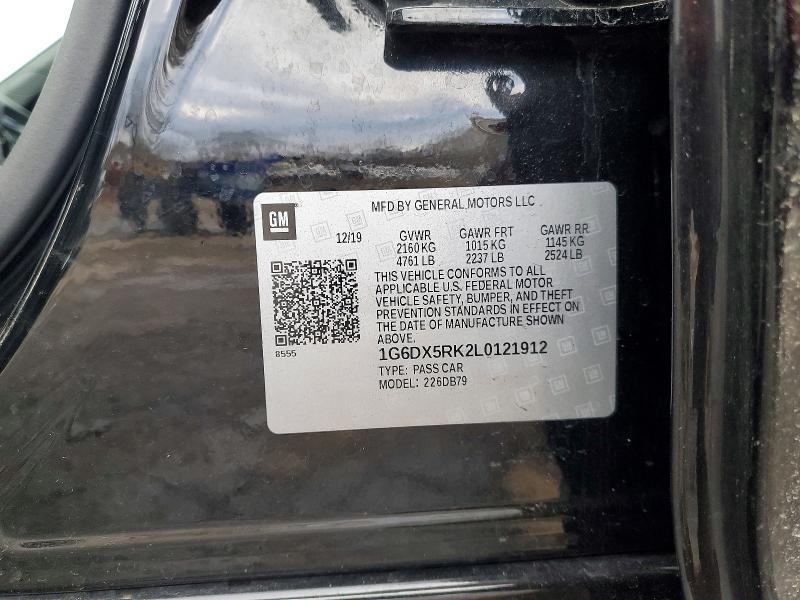 MFD BY GENERAL MOTORS LLC
GM
12/19
GVWR GAWR FRT GAWR RR
2160 KG 1015 KG 1145 KG
4761 LB 2237 LB 2524 LB
THIS VEHICLE CONFORMS TO ALL
APPLICABLE U.S. FEDERAL MOTOR
VEHICLE SAFETY, BUMPER, AND THEFT
PREVENTION STANDARDS IN EFFECT ON
THE DATE OF MANUFACTURE SHOWN
ABOVE.
8555
1G6DX5RK2L0121912
TYPE: PASS CAR
MODEL: 226DB79